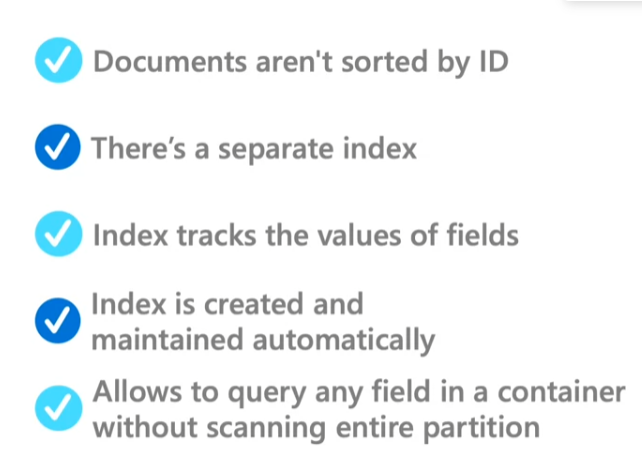 Documents aren't sorted by ID
There’s a separate index
Index tracks the values of fields
Index is created and
maintained automatically
Allows to query any field in a container
without scanning entire partition